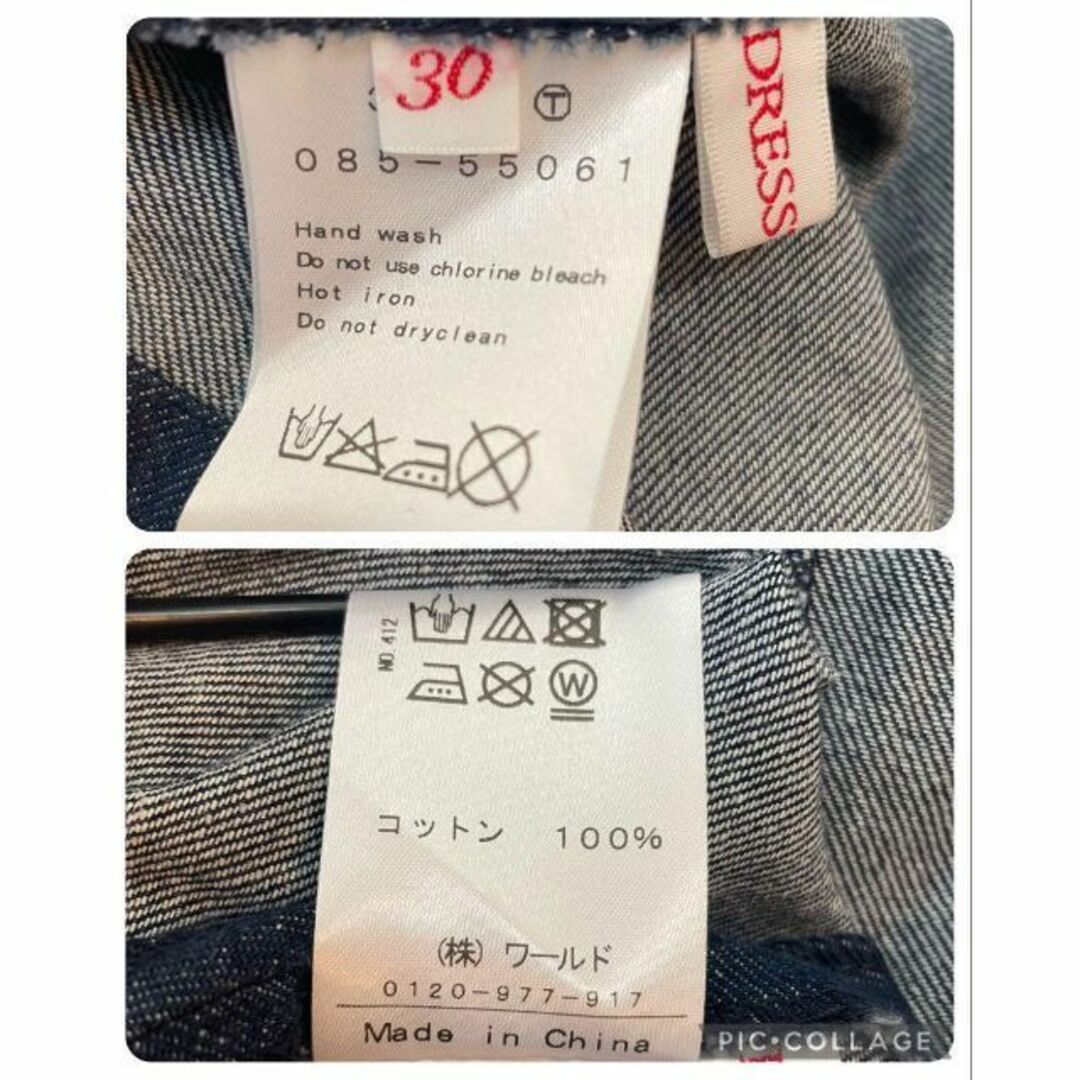 30
T
085-55061
Hand wash
Do not use chlorine bleach
Hot iron
Do not dryclean
DRESS
NO.412
W
コットン 100%
(株) ワールド
0120-977-917
Made in China
PIC•COLLAGE